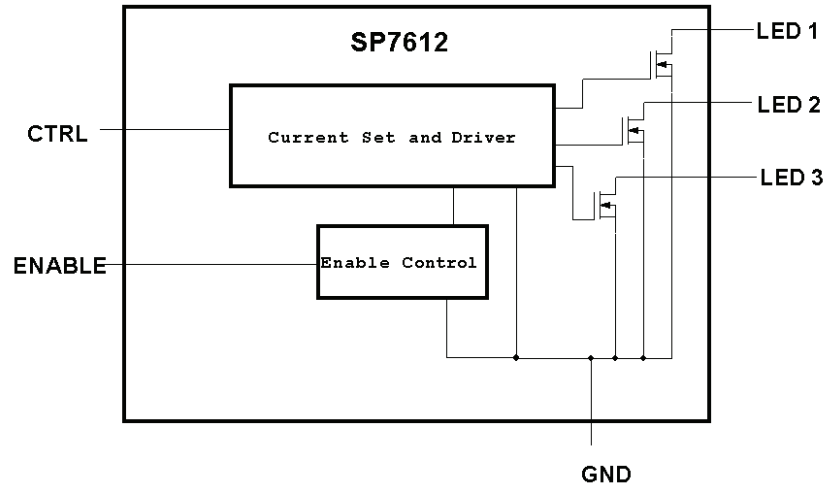 SP7612
LED 1
LED 2
CTRL
Current Set and Driver
LED 3
ENABLE
Enable Control
GND